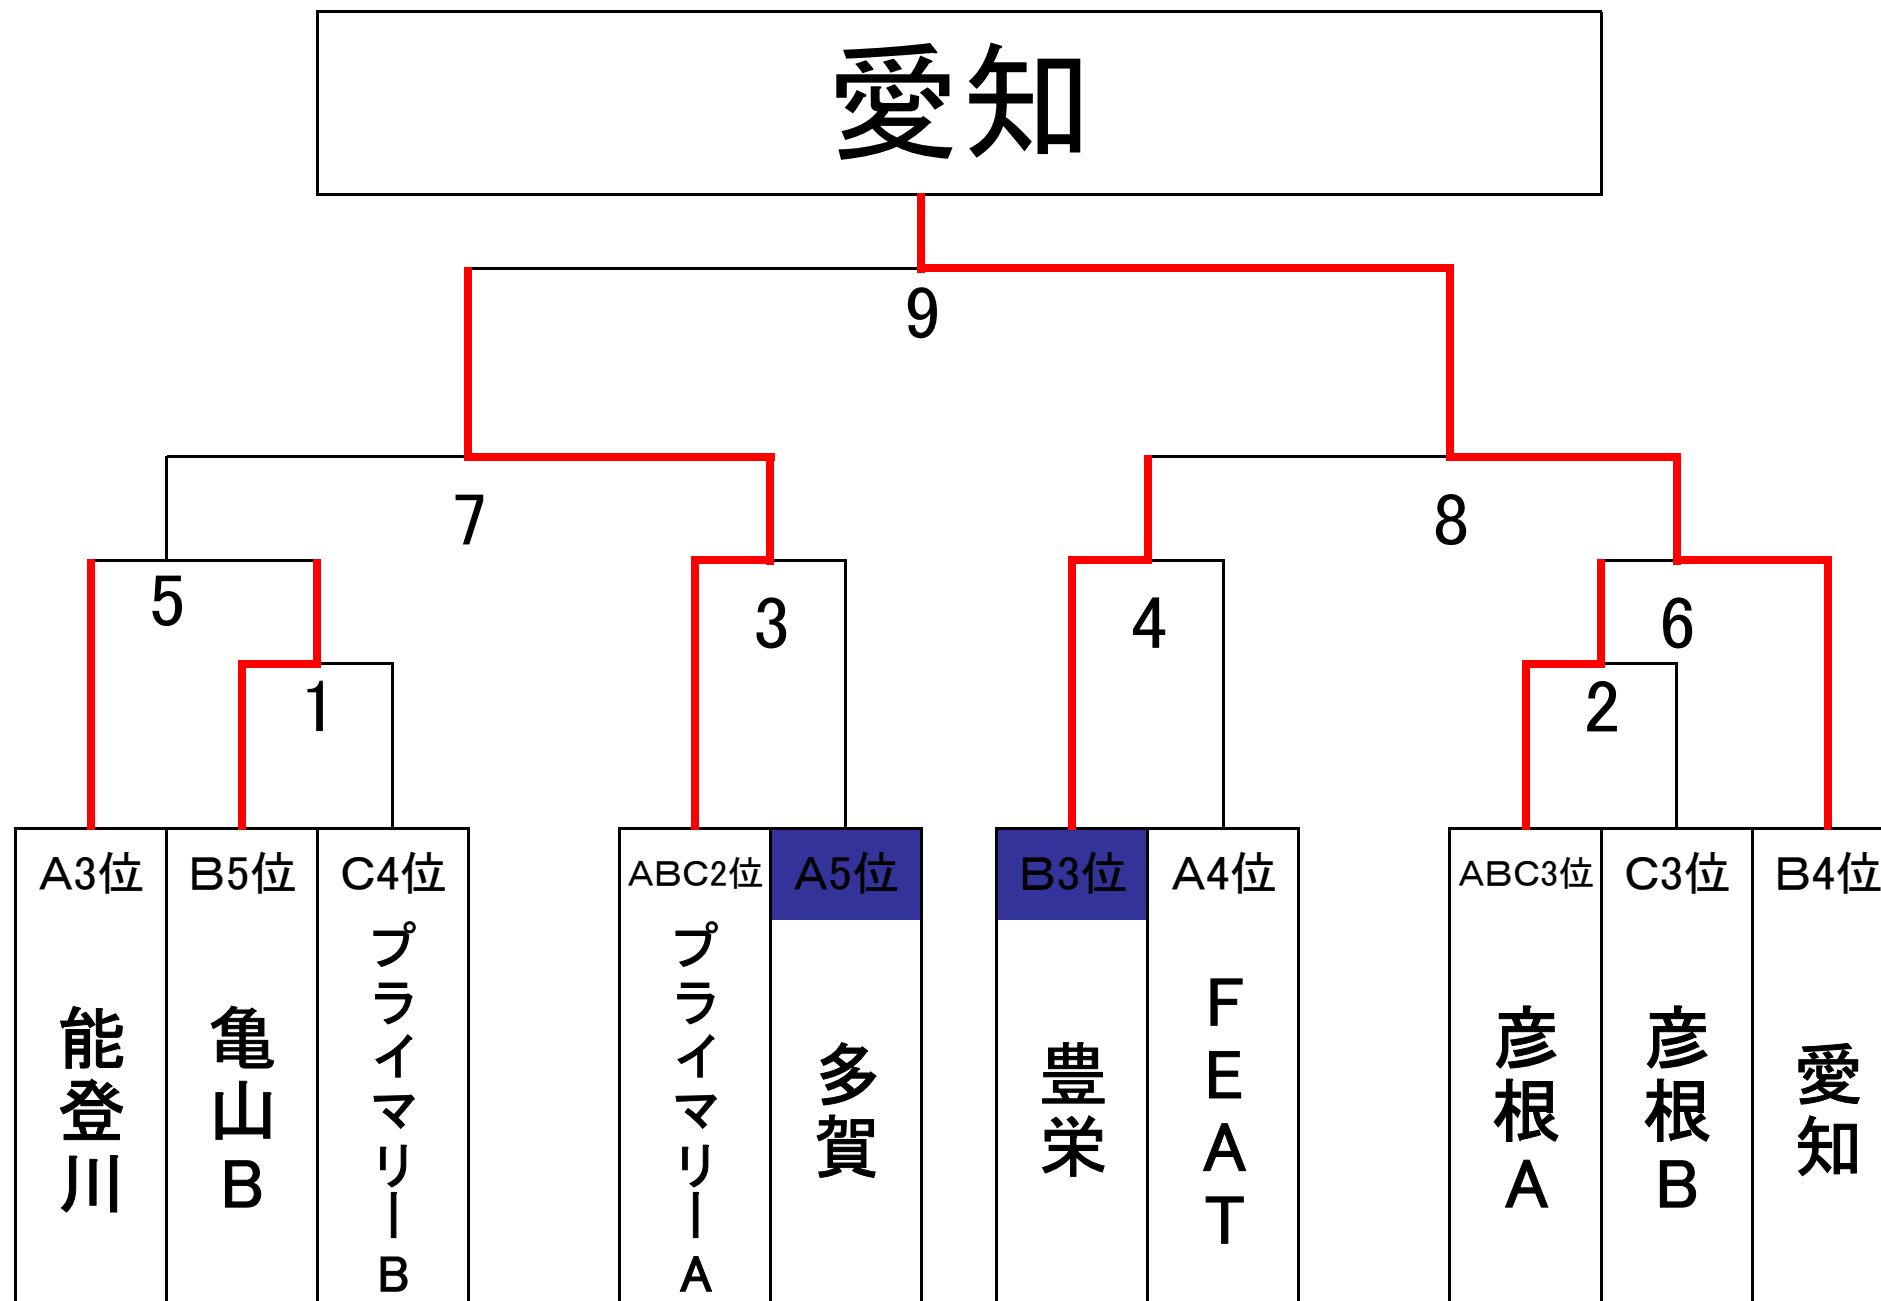 愛知
9
7
8
5
3
4
6
1
2
A3位
B5位
C4位
ABC2位
A5位
B3位
A4位
ABC3位
C3位
B4位
能登川
亀山B
プライマリーB
プライマリーA
多賀
豊栄
FEAT
彦根A
彦根B
愛知